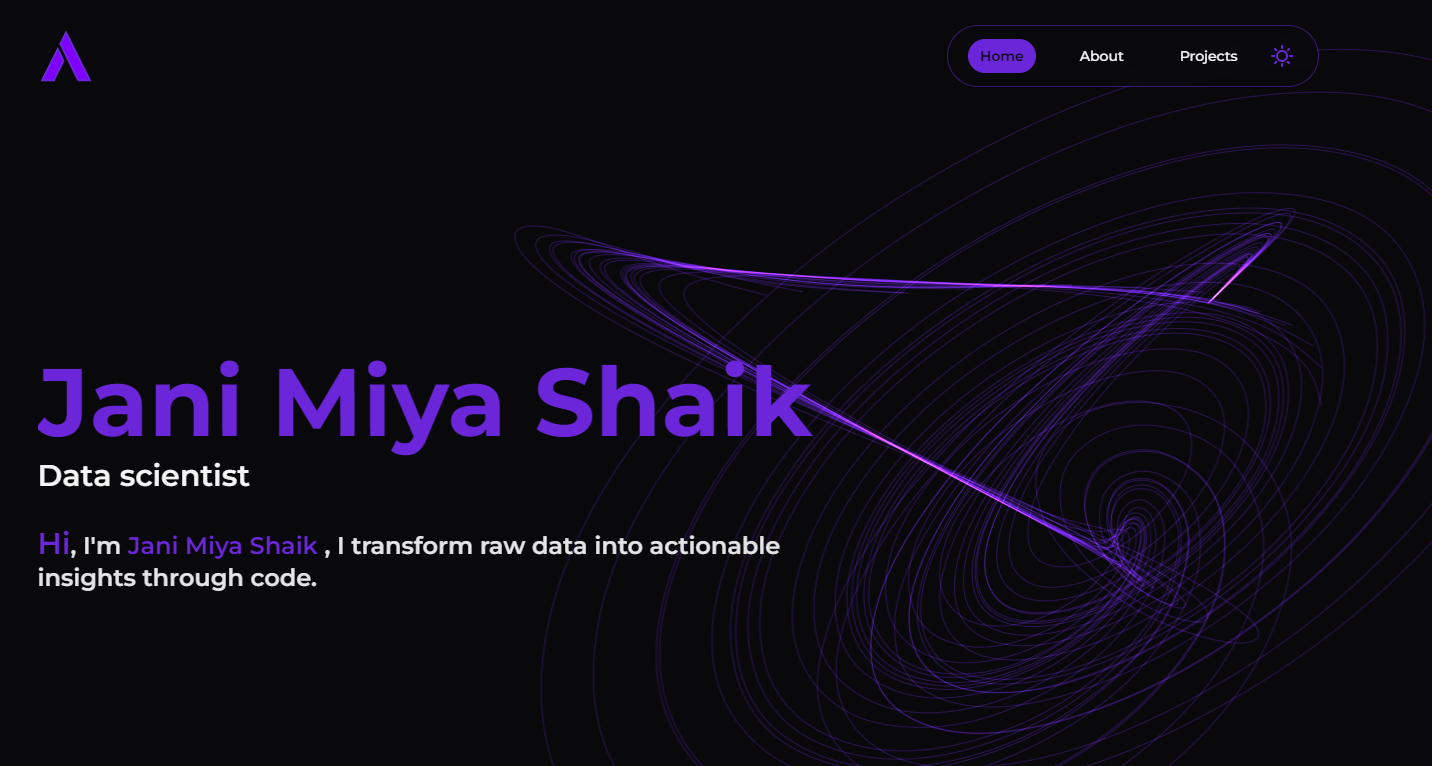 Home About Projects
Jani Miya Shaik
Data scientist
Hi, I'm Jani Miya Shaik , I transform raw data into actionable
insights through code.